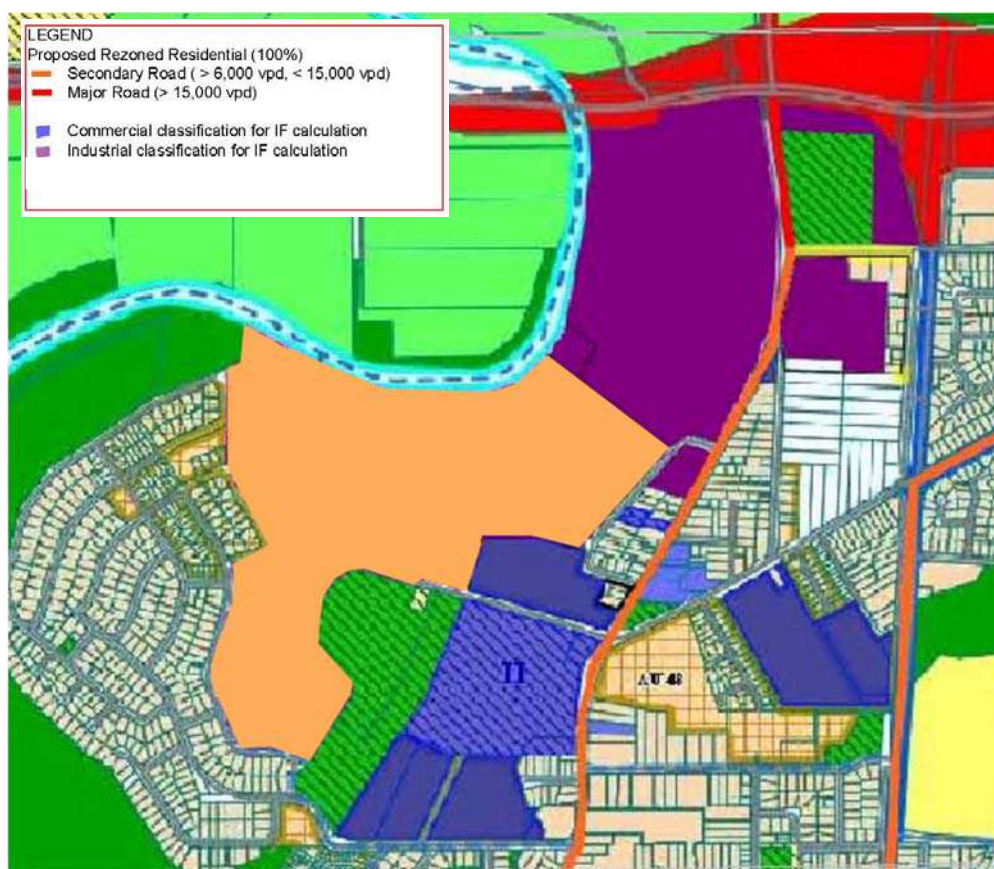 LEGEND
Proposed Rezoned Residential (100%)
Secondary Road ( > 6,000 vpd, < 15,000 vpd)
Major Road (> 15,000 vpd)
Commercial classification for IF calculation
Industrial classification for IF calculation